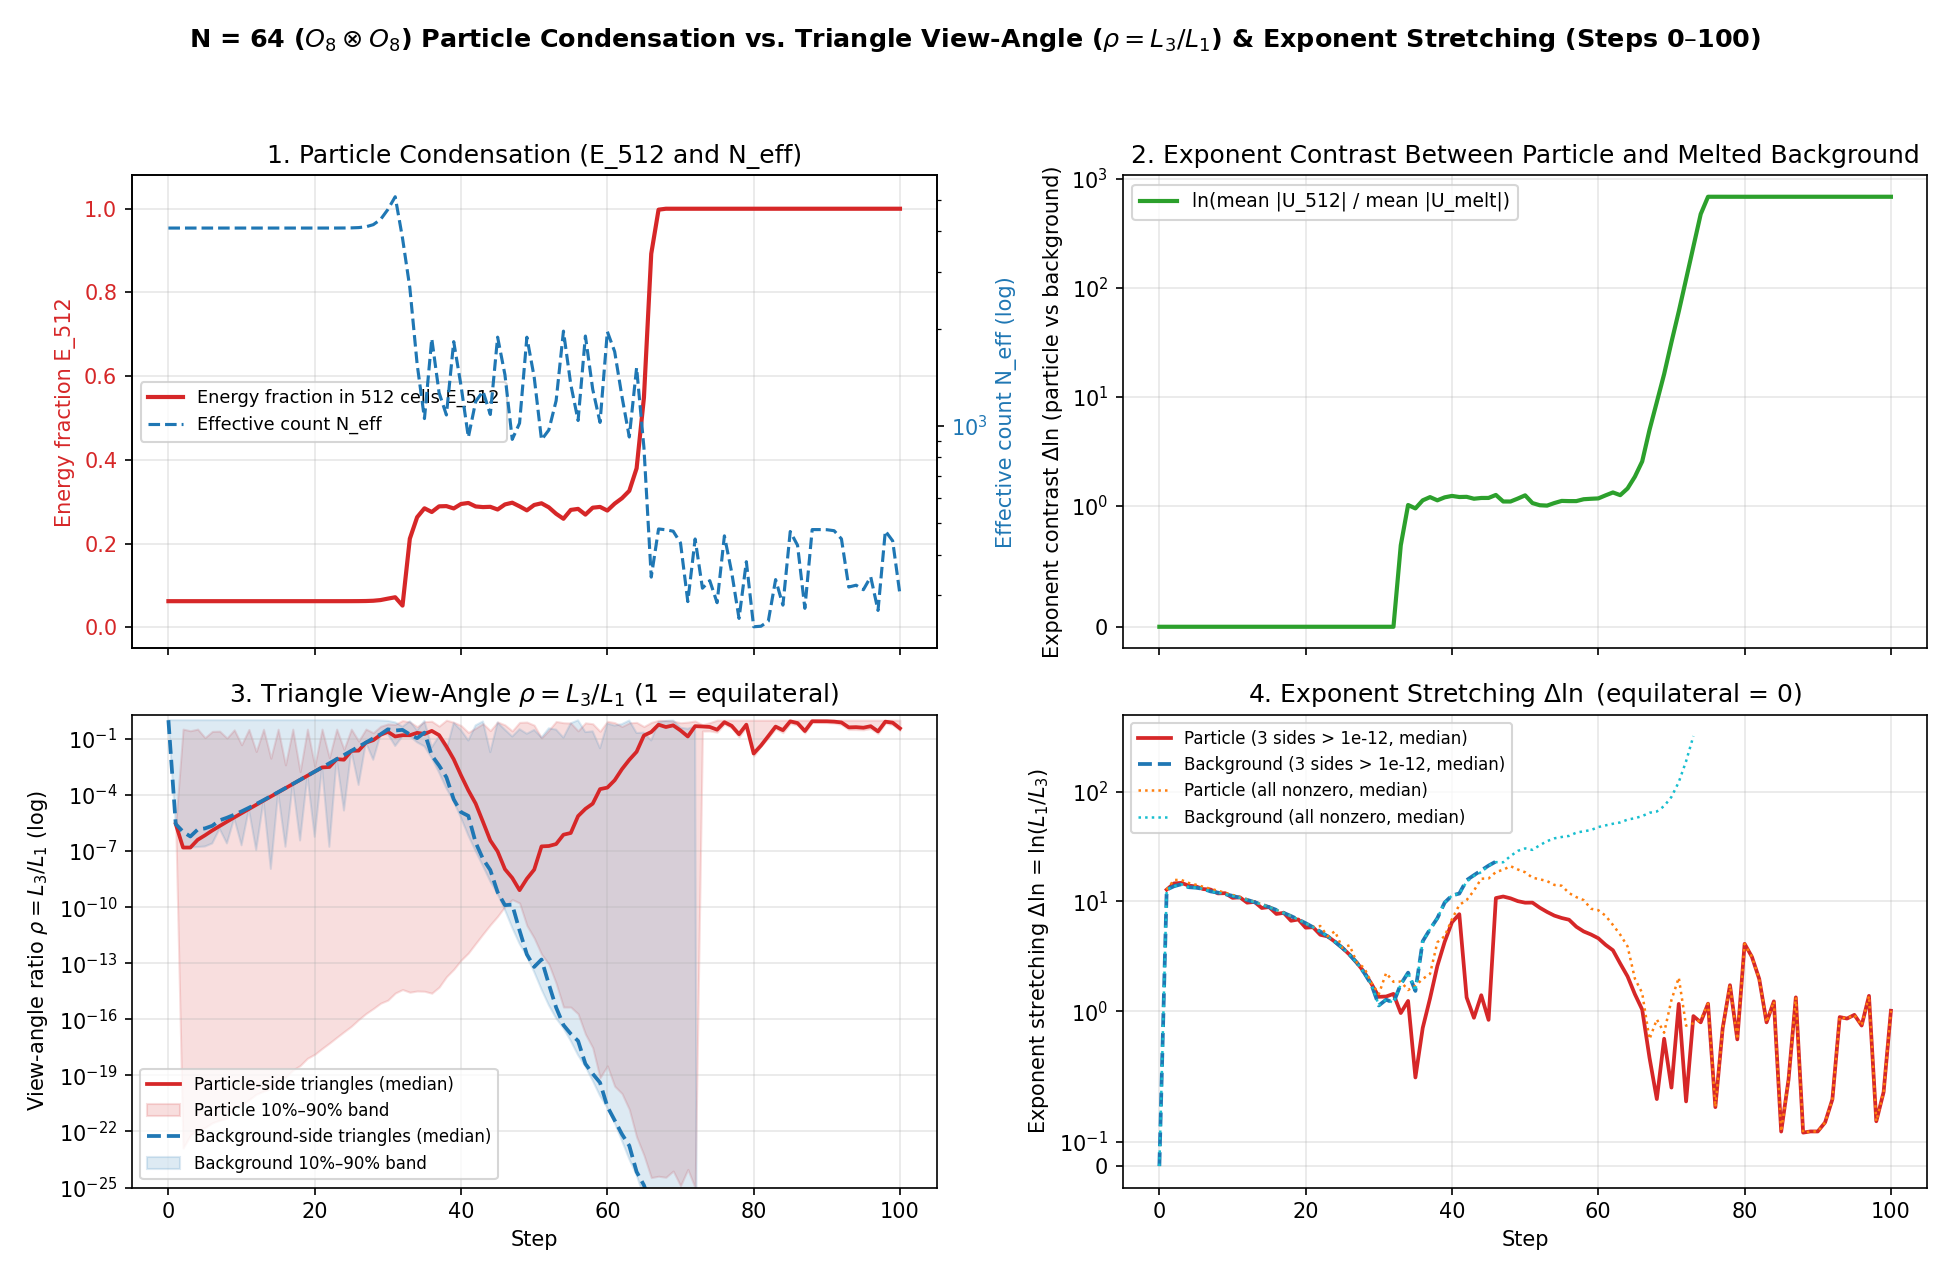 N = 64 (O₈ ⊗ O₈) Particle Condensation vs. Triangle View-Angle (ρ = L₃/L₁) & Exponent Stretching (Steps 0–100)
1. Particle Condensation (E_512 and N_eff)
Energy fraction E_512
1.0
0.8
0.6
0.4
0.2
0.0
Energy fraction in 512 cells E_512
Effective count N_eff
10³
Effective count N_eff (log)
2. Exponent Contrast Between Particle and Melted Background
Exponent contrast Δln (particle vs background)
10³
10²
10¹
10⁰
0
ln(mean |U_512| / mean |U_melt|)
3. Triangle View-Angle ρ = L₃/L₁ (1 = equilateral)
View-angle ratio ρ = L₃/L₁ (log)
10⁻¹
10⁻⁴
10⁻⁷
10⁻¹⁰
10⁻¹³
10⁻¹⁶
10⁻¹⁹
10⁻²²
10⁻²⁵
Particle-side triangles (median)
Particle 10%–90% band
Background-side triangles (median)
Background 10%–90% band
0 20 40 60 80 100
Step
4. Exponent Stretching Δln (equilateral = 0)
Exponent stretching Δln = ln(L₁/L₃)
10²
10¹
10⁰
10⁻¹
0
Particle (3 sides > 1e-12, median)
Background (3 sides > 1e-12, median)
Particle (all nonzero, median)
Background (all nonzero, median)
0 20 40 60 80 100
Step